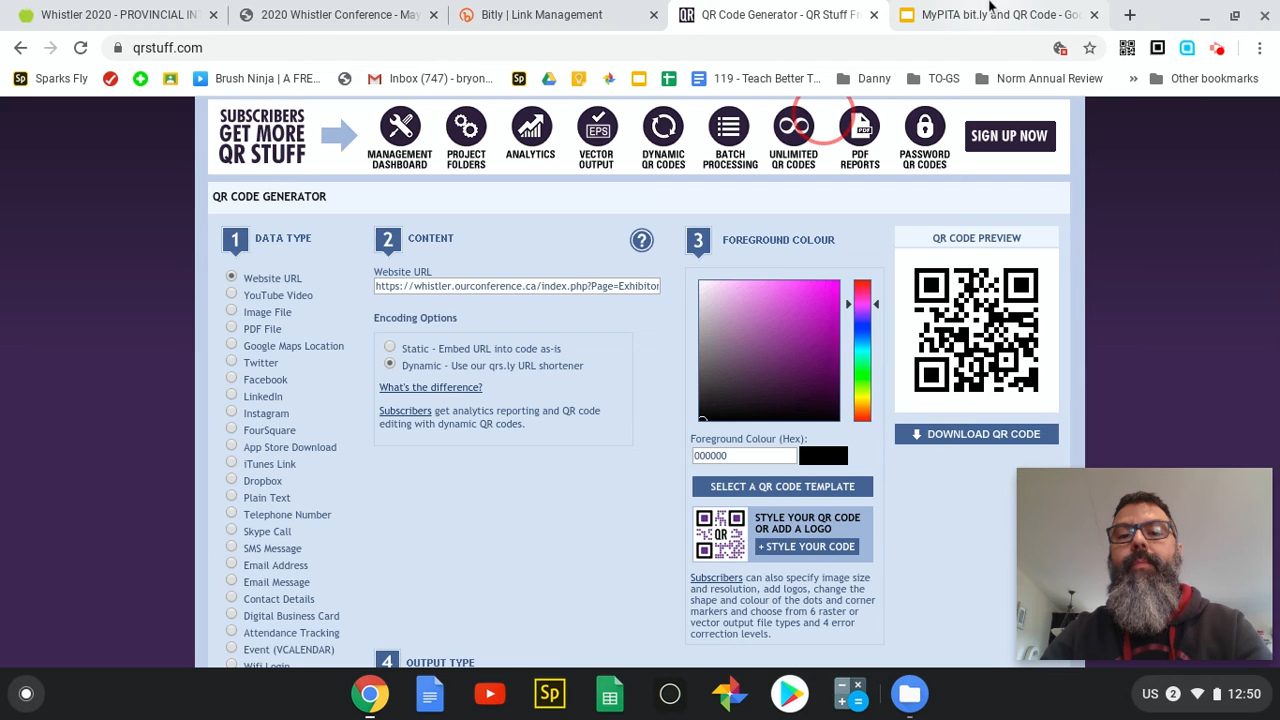 Whistler 2020 - PROVINCIAL INT
2020 Whistler Conference - May
Bitly | Link Management
QR Code Generator - QR Stuff Fr
MyPITA bit.ly and QR Code - Goo
qrstuff.com
Sp Sparks Fly
Brush Ninja | A FRE...
Inbox (747) - bryon...
Sp
119 - Teach Better T...
Danny
TO-GS
Norm Annual Review
Other bookmarks
SUBSCRIBERS
GET MORE
QR STUFF
MANAGEMENT
DASHBOARD
PROJECT
FOLDERS
ANALYTICS
EPS
VECTOR
OUTPUT
DYNAMIC
QR CODES
BATCH
PROCESSING
UNLIMITED
QR CODES
PDF
PDF
REPORTS
PASSWORD
QR CODES
SIGN UP NOW
QR CODE GENERATOR
1 DATA TYPE
Website URL
YouTube Video
Image File
PDF File
Google Maps Location
Twitter
Facebook
LinkedIn
Instagram
FourSquare
App Store Download
iTunes Link
Dropbox
Plain Text
Telephone Number
Skype Call
SMS Message
Email Address
Email Message
Contact Details
Digital Business Card
Attendance Tracking
Event (VCALENDAR)
Wifi Login
2 CONTENT
?
Website URL
https://whistler.ourconference.ca/index.php?Page=Exhibitor
Encoding Options
Static - Embed URL into code as-is
Dynamic - Use our qrs.ly URL shortener
What's the difference?
Subscribers get analytics reporting and QR code
editing with dynamic QR codes.
4 OUTPUT TYPE
3 FOREGROUND COLOUR
Foreground Colour (Hex):
000000
SELECT A QR CODE TEMPLATE
QR
STYLE YOUR QR CODE
OR ADD A LOGO
+ STYLE YOUR CODE
Subscribers can also specify image size
and resolution, add logos, change the
shape and colour of the dots and corner
markers and choose from 6 raster or
vector output file types and 4 error
correction levels.
QR CODE PREVIEW
DOWNLOAD QR CODE
Sp
US 2 12:50